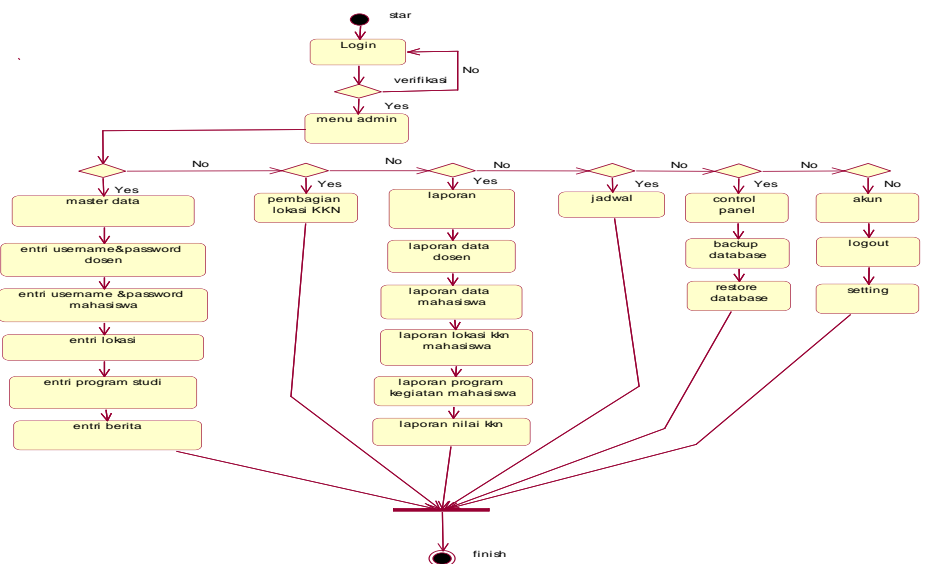 star
Login
No
verifikasi
Yes
menu admin
No
No
No
No
No
Yes
Yes
Yes
Yes
Yes
No
master data
pembagian
lokasi KKN
laporan
jadwal
control
panel
akun
entri username&password
dosen
laporan data
dosen
backup
database
logout
entri username &password
mahasiswa
laporan data
mahasiswa
restore
database
setting
entri lokasi
laporan lokasi kkn
mahasiswa
entri program studi
laporan program
kegiatan mahasiswa
entri berita
laporan nilai kkn
finish